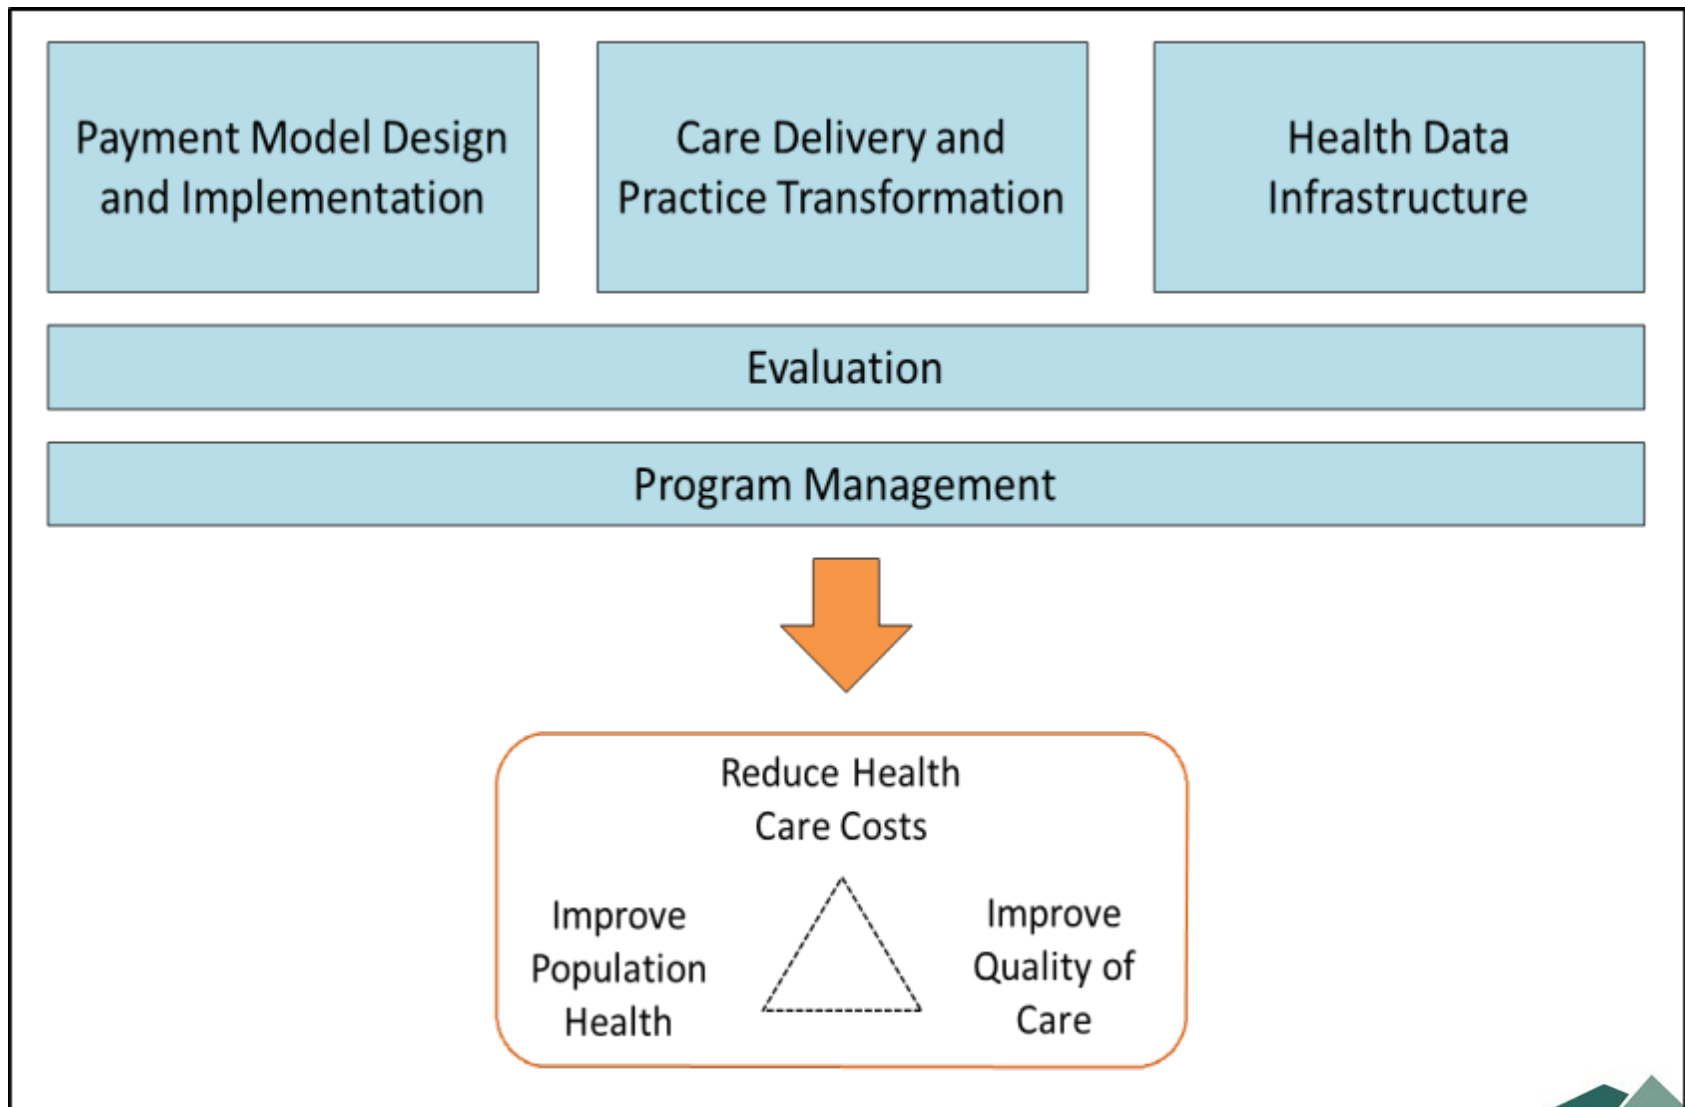 Payment Model Design
and Implementation
Care Delivery and
Practice Transformation
Health Data
Infrastructure
Evaluation
Program Management
Reduce Health
Care Costs
Improve
Population
Health
Improve
Quality of
Care